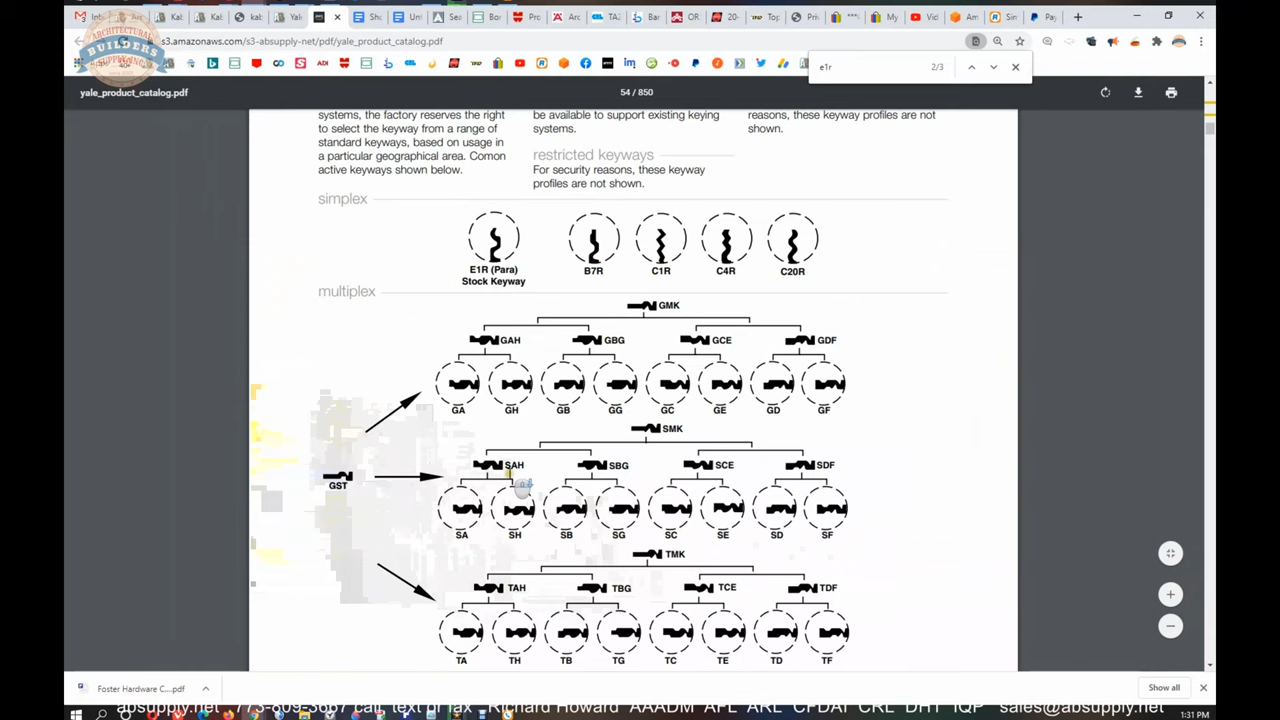 ARCHITECTURAL
BUILDERS
SUPPLY INC.
s3.amazonaws.com/s3-absupply-net/pdf/yale_product_catalog.pdf
e1r 2/3
yale_product_catalog.pdf 54 / 850
systems, the factory reserves the right
to select the keyway from a range of
standard keyways, based on usage in
a particular geographical area. Comon
active keyways shown below.
be available to support existing keying
systems.
restricted keyways
For security reasons, these keyway
profiles are not shown.
reasons, these keyway profiles are not
shown.
simplex
E1R (Para)
Stock Keyway
B7R C1R C4R C20R
multiplex
GMK
GAH GBG GCE GDF
GA GH GB GG GC GE GD GF
SMK
SAH SBG SCE SDF
GST
SA SH SB SG SC SE SD SF
TMK
TAH TBG TCE TDF
TA TH TB TG TC TE TD TF
Foster Hardware C....pdf
Show all
absupply.net - 773-809-3667 call, text or fax - Richard Howard AAADM AFL ARL CFDAI CRL DHT IQP sales@absupply.net
1:31 PM